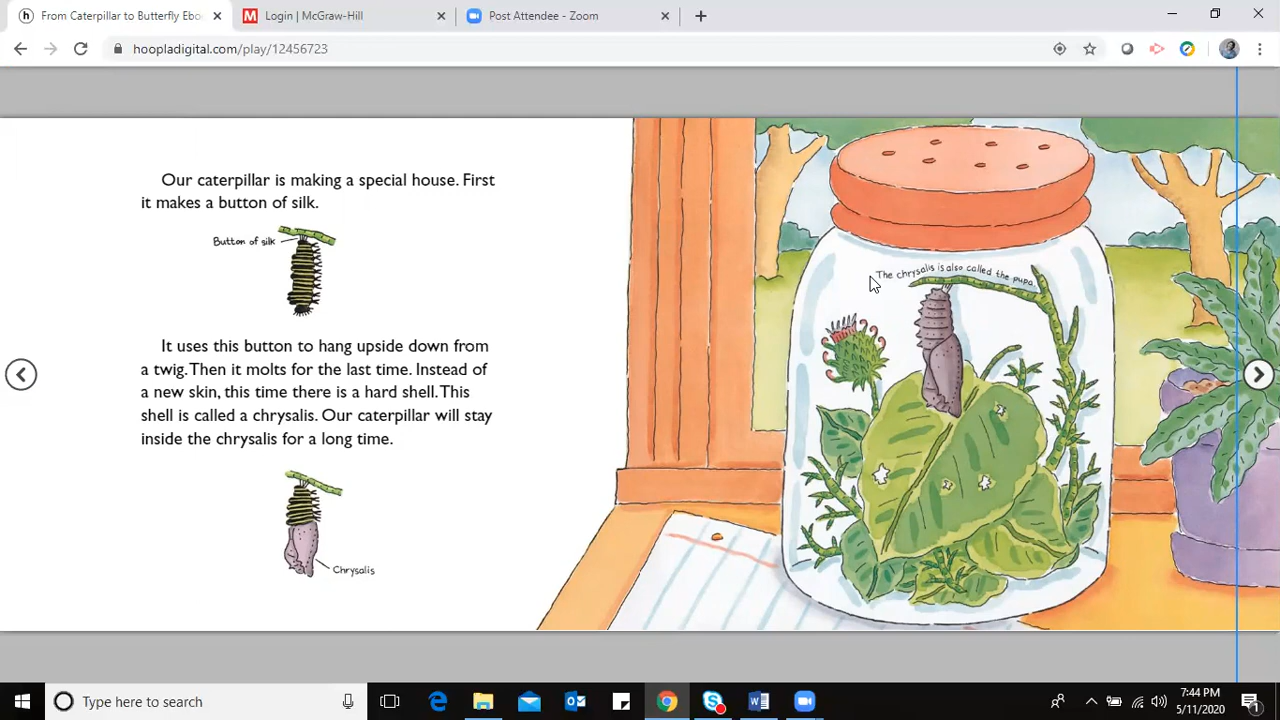 From Caterpillar to Butterfly Ebo
Login | McGraw-Hill
Post Attendee - Zoom
hoopladigital.com/play/12456723
Our caterpillar is making a special house. First
it makes a button of silk.
Button of silk
It uses this button to hang upside down from
a twig. Then it molts for the last time. Instead of
a new skin, this time there is a hard shell. This
shell is called a chrysalis. Our caterpillar will stay
inside the chrysalis for a long time.
Chrysalis
The chrysalis is also called the pupa.
Type here to search
7:44 PM
5/11/2020